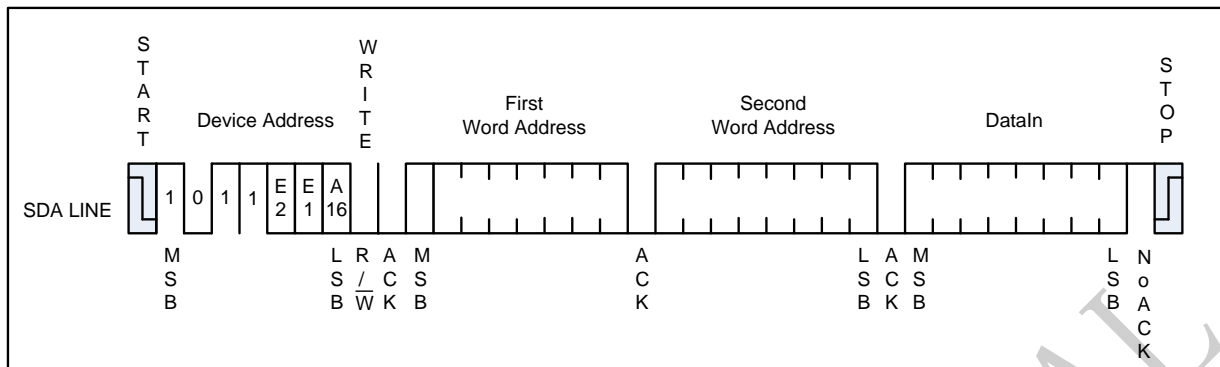 START
WRITE
STOP
Device Address
First
Word Address
Second
Word Address
DataIn
SDA LINE
1 0 1 1 E2 E1 A16
MSB
LSB
R/W
ACK
MSB
ACK
LSB
ACK
MSB
LSB
NoACK